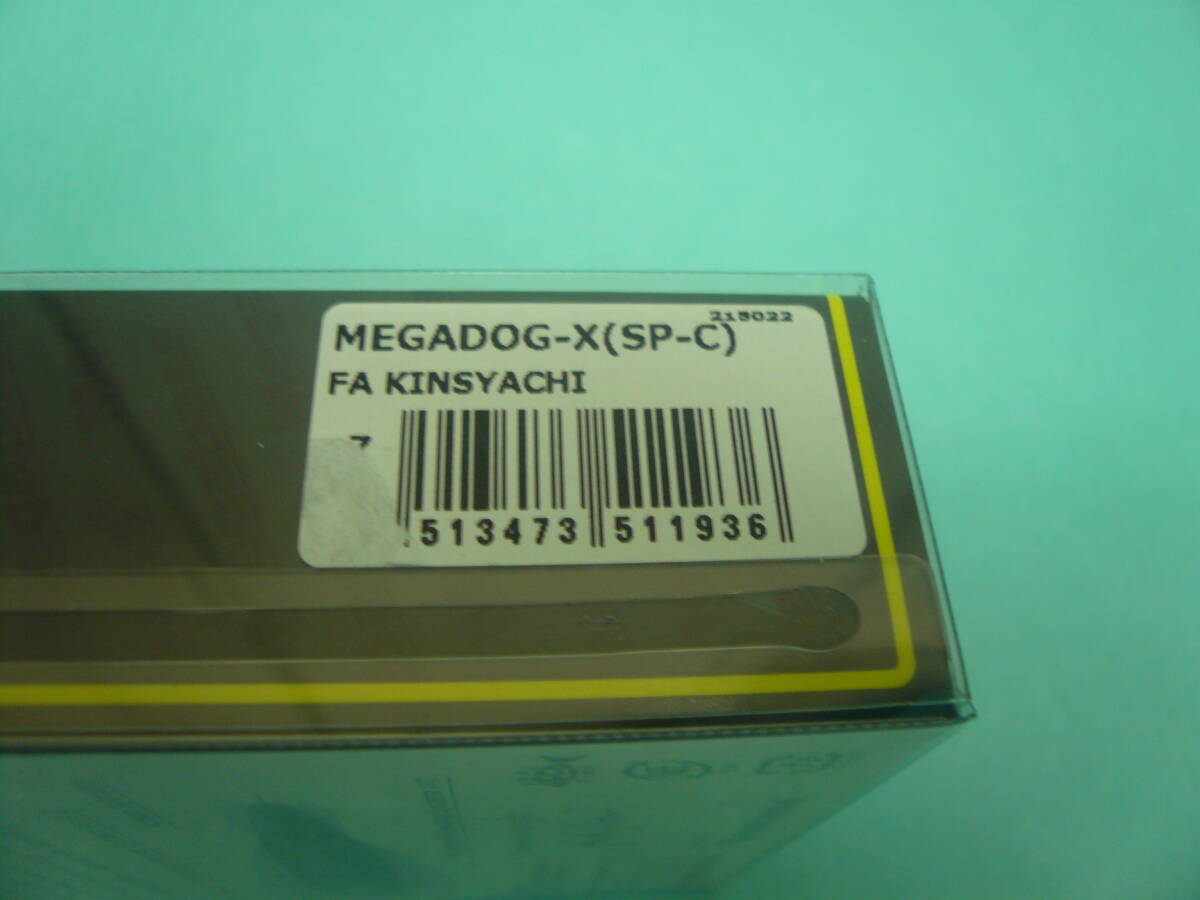 215022
MEGADOG-X(SP-C)
FA KINSYACHI
513473 511936